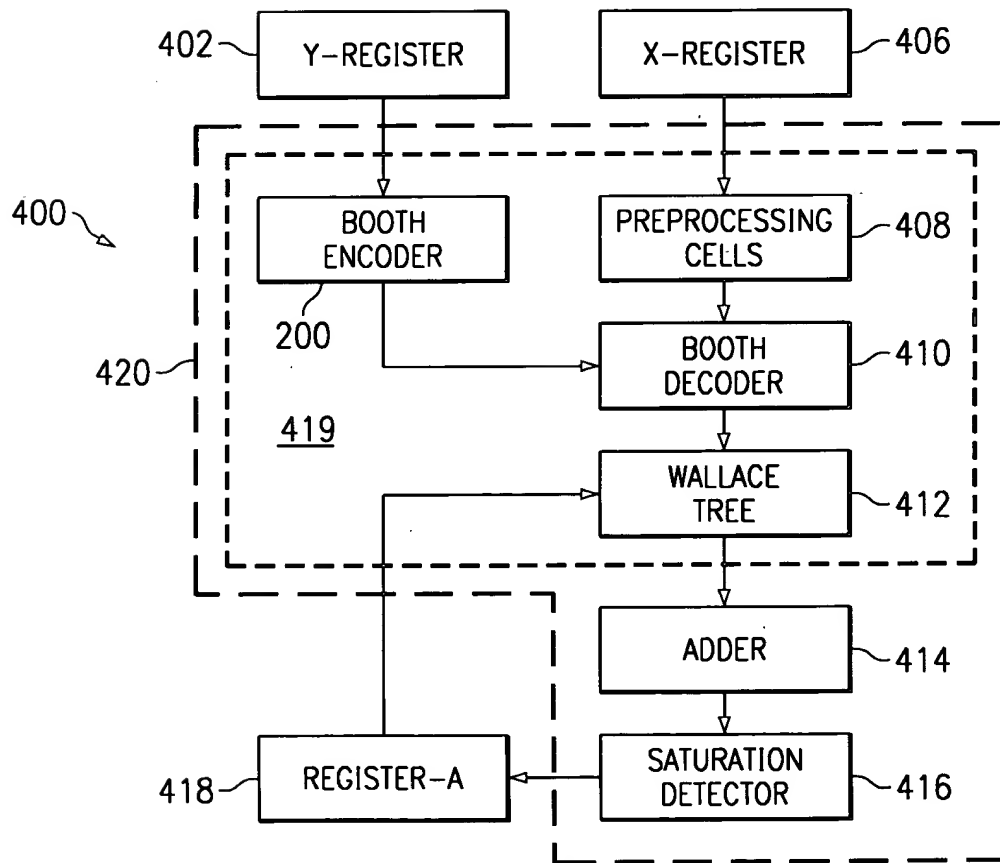 402
Y-REGISTER
X-REGISTER
406
400
BOOTH
ENCODER
200
PREPROCESSING
CELLS
408
420
BOOTH
DECODER
410
419
WALLACE
TREE
412
ADDER
414
418
REGISTER-A
SATURATION
DETECTOR
416